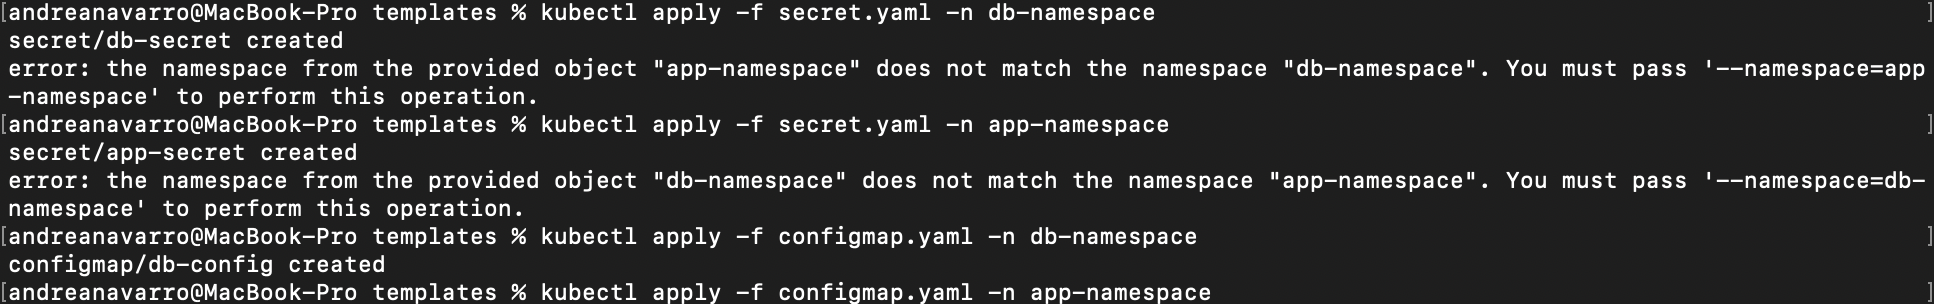 [andreanavarro@MacBook-Pro templates % kubectl apply -f secret.yaml -n db-namespace ]
secret/db-secret created
error: the namespace from the provided object "app-namespace" does not match the namespace "db-namespace". You must pass '--namespace=app
-namespace' to perform this operation.
[andreanavarro@MacBook-Pro templates % kubectl apply -f secret.yaml -n app-namespace ]
secret/app-secret created
error: the namespace from the provided object "db-namespace" does not match the namespace "app-namespace". You must pass '--namespace=db-
namespace' to perform this operation.
[andreanavarro@MacBook-Pro templates % kubectl apply -f configmap.yaml -n db-namespace ]
configmap/db-config created
[andreanavarro@MacBook-Pro templates % kubectl apply -f configmap.yaml -n app-namespace ]